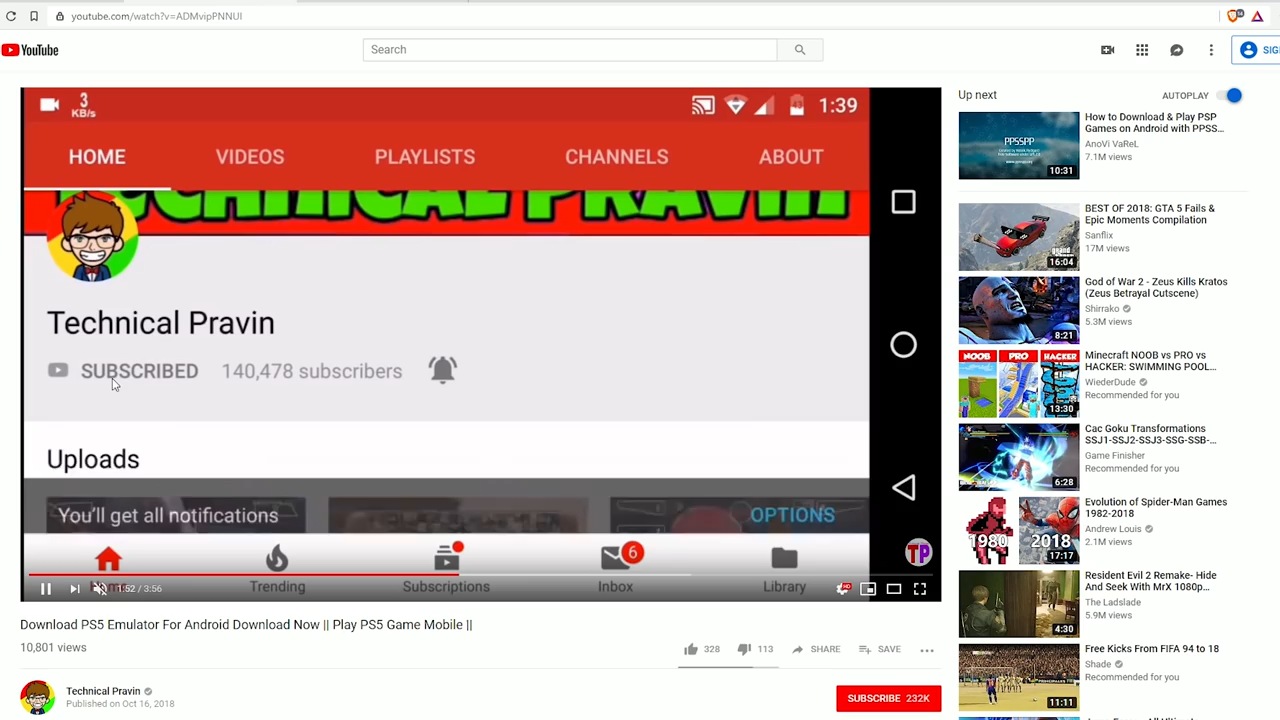 youtube.com/watch?v=ADMvipPNNUI
YouTube
Search
SIG
3
KB/s
1:39
HOME VIDEOS PLAYLISTS CHANNELS ABOUT
TECHNICAL PRAVIN
Technical Pravin
SUBSCRIBED 140,478 subscribers
Uploads
You'll get all notifications OPTIONS
6
TP
Trending Subscriptions Inbox Library
1:52 / 3:56
HD
Download PS5 Emulator For Android Download Now || Play PS5 Game Mobile ||
10,801 views
328 113 SHARE SAVE
Technical Pravin
Published on Oct 16, 2018
SUBSCRIBE 232K
Up next AUTOPLAY
PPSSPP
10:31
How to Download & Play PSP
Games on Android with PPSS...
AnoVi VaReL
7.1M views
16:04
BEST OF 2018: GTA 5 Fails &
Epic Moments Compilation
Sanflix
17M views
8:21
God of War 2 - Zeus Kills Kratos
(Zeus Betrayal Cutscene)
Shirrako
5.3M views
NOOB PRO HACKER
13:30
Minecraft NOOB vs PRO vs
HACKER: SWIMMING POOL...
WiederDude
Recommended for you
6:28
Cac Goku Transformations
SSJ1-SSJ2-SSJ3-SSG-SSB-...
Game Finisher
Recommended for you
1980 2018
17:17
Evolution of Spider-Man Games
1982-2018
Andrew Louis
2.1M views
4:30
Resident Evil 2 Remake- Hide
And Seek With MrX 1080p...
The Ladslade
5.9M views
11:11
Free Kicks From FIFA 94 to 18
Shade
Recommended for you